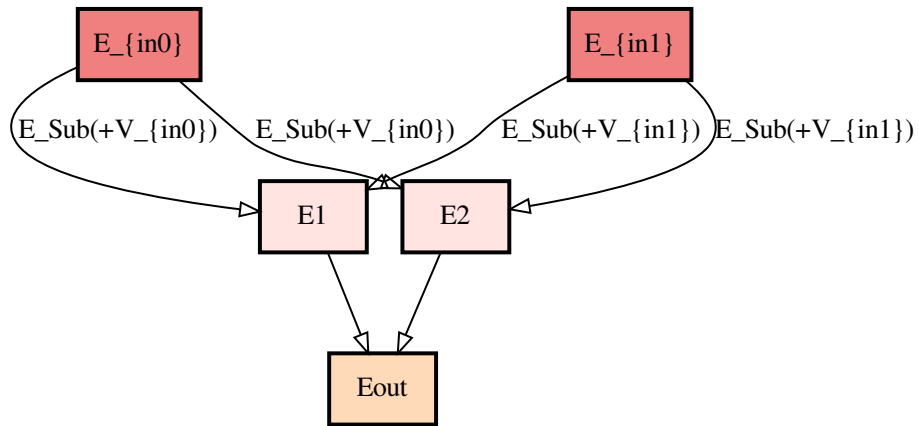 E_{in0}
E_{in1}
E_Sub(+V_{in0})
E_Sub(+V_{in0})
E_Sub(+V_{in1})
E_Sub(+V_{in1})
E1
E2
Eout